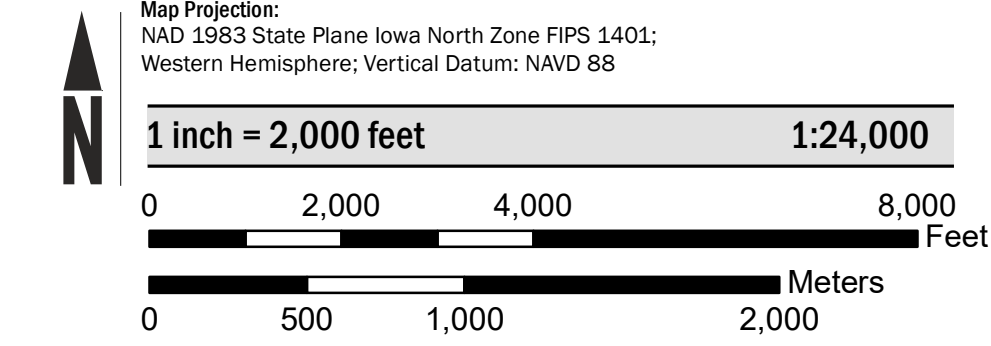 Map Projection:
NAD 1983 State Plane Iowa North Zone FIPS 1401;
Western Hemisphere; Vertical Datum: NAVD 88
N
1 inch = 2,000 feet 1:24,000
0 2,000 4,000 8,000
Feet
Meters
0 500 1,000 2,000